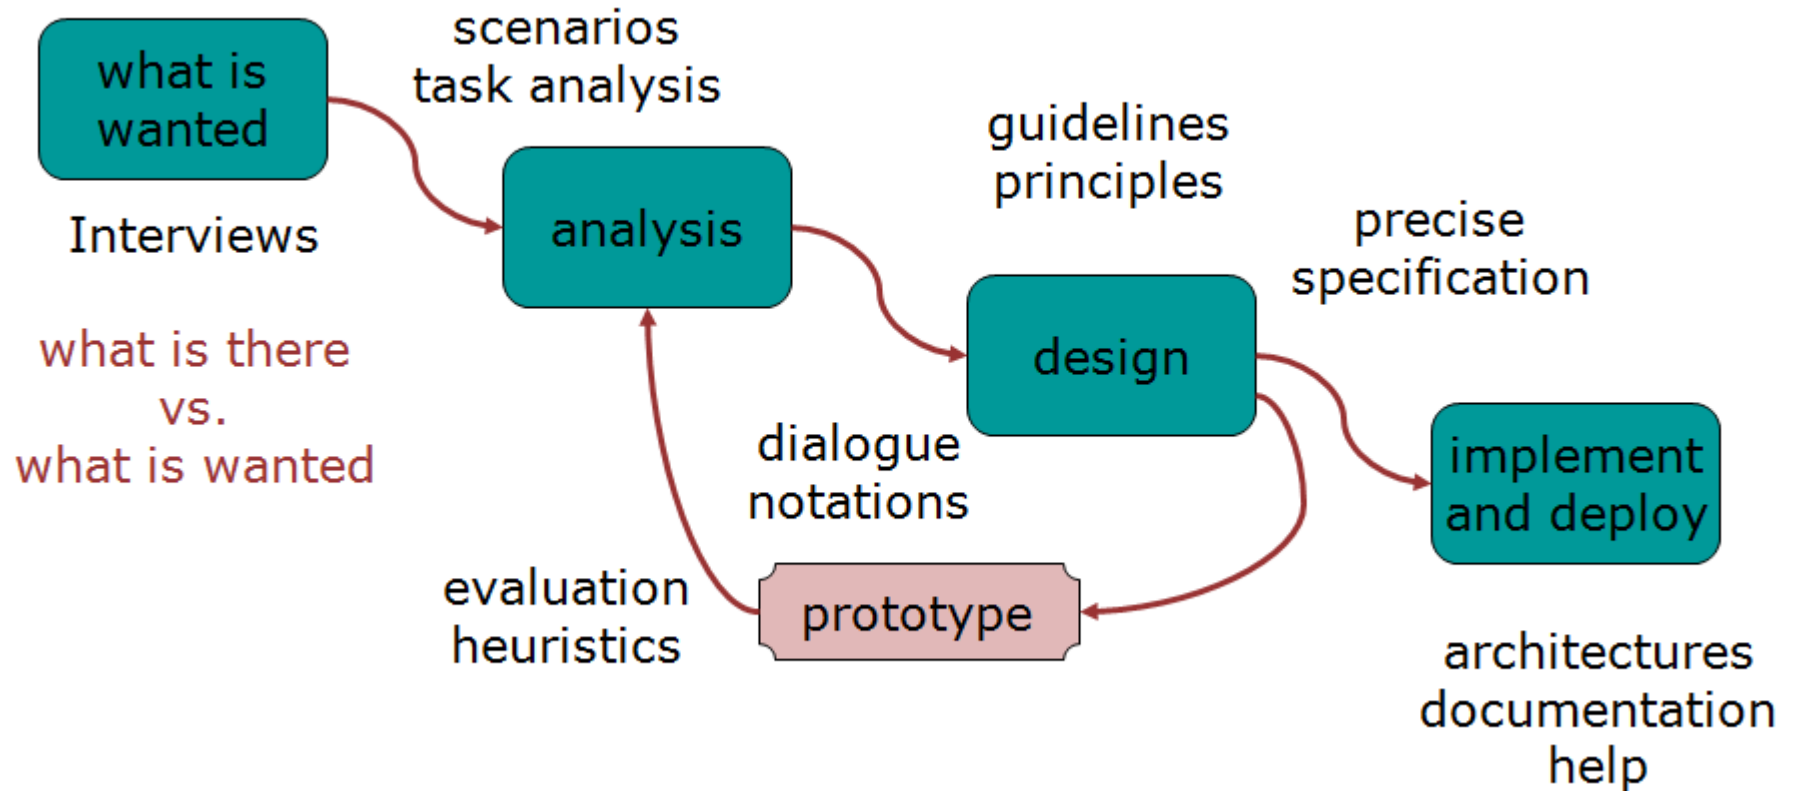 what is
wanted
scenarios
task analysis
Interviews
analysis
guidelines
principles
what is there
vs.
what is wanted
design
precise
specification
dialogue
notations
implement
and deploy
evaluation
heuristics
prototype
architectures
documentation
help